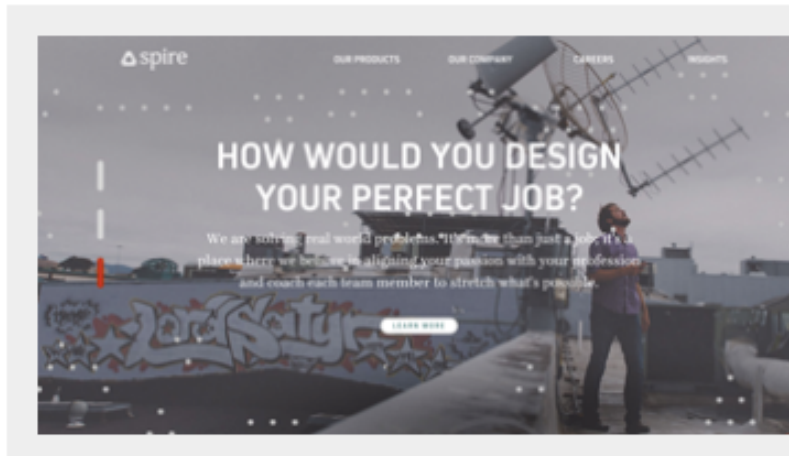 spire
OUR PRODUCTS
OUR COMPANY
CAREERS
INSIGHTS
HOW WOULD YOU DESIGN
YOUR PERFECT JOB?
We are solving real world problems. It's more than just a job, it's a
place where we believe in aligning your passion with your profession
and coach each team member to stretch what's possible.
LordSatyr
LEARN MORE